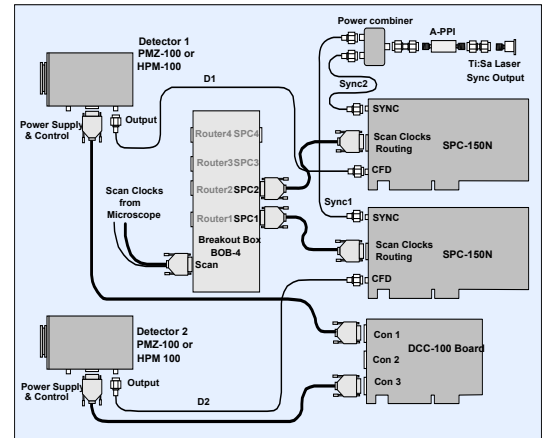 Detector 1
PMZ-100 or
HPM-100
Power Supply
& Control
Output
D1
Power combiner
A-PPI
Ti:Sa Laser
Sync Output
Sync2
SYNC
Scan Clocks
Routing
SPC-150N
CFD
Router4 SPC4
Router3 SPC3
Router2 SPC2
Router1 SPC1
Breakout Box
BOB-4
Scan
Scan Clocks
from
Microscope
Sync1
SYNC
Scan Clocks
Routing
SPC-150N
CFD
Detector 2
PMZ-100 or
HPM 100
Power Supply
& Control
Output
D2
Con 1
Con 2
Con 3
DCC-100 Board